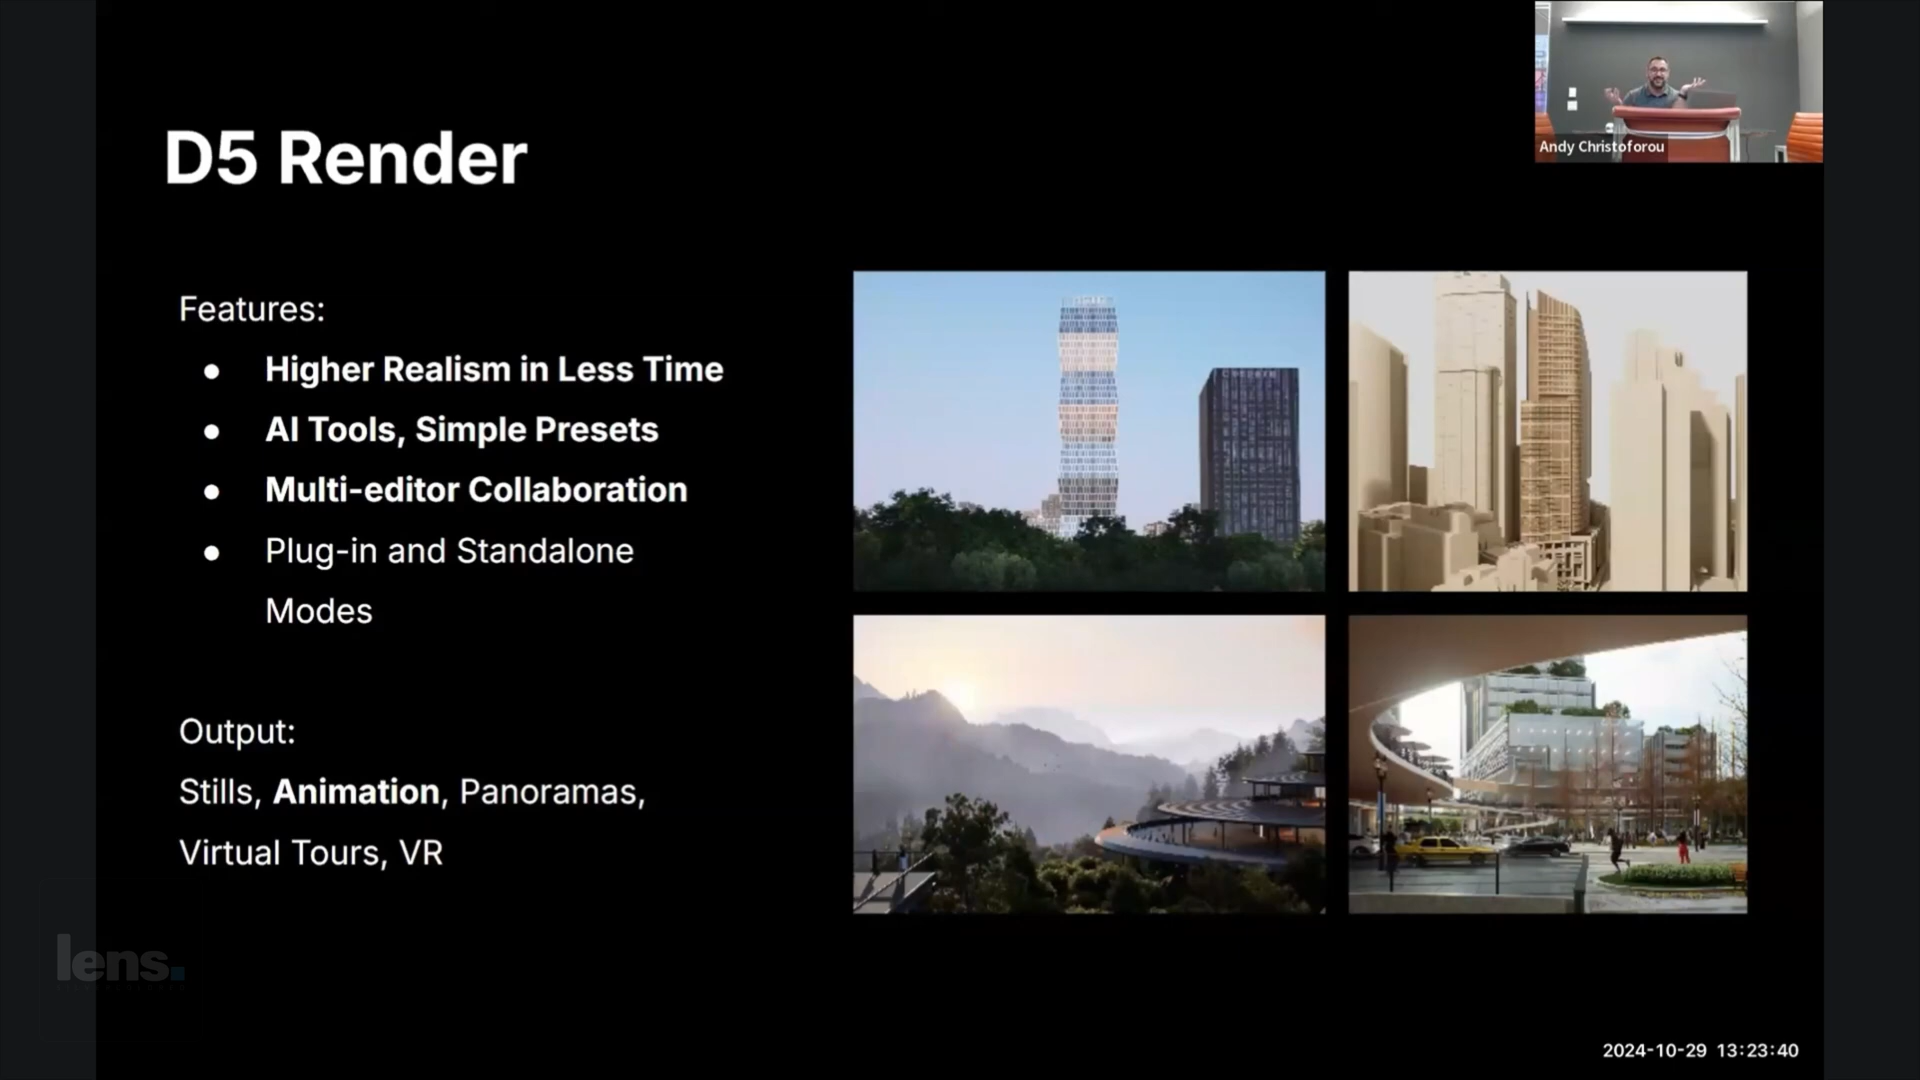 Andy Christoforou
D5 Render
Features:
● Higher Realism in Less Time
● AI Tools, Simple Presets
● Multi-editor Collaboration
● Plug-in and Standalone
Modes
Output:
Stills, Animation, Panoramas,
Virtual Tours, VR
lens.
2024-10-29 13:23:40